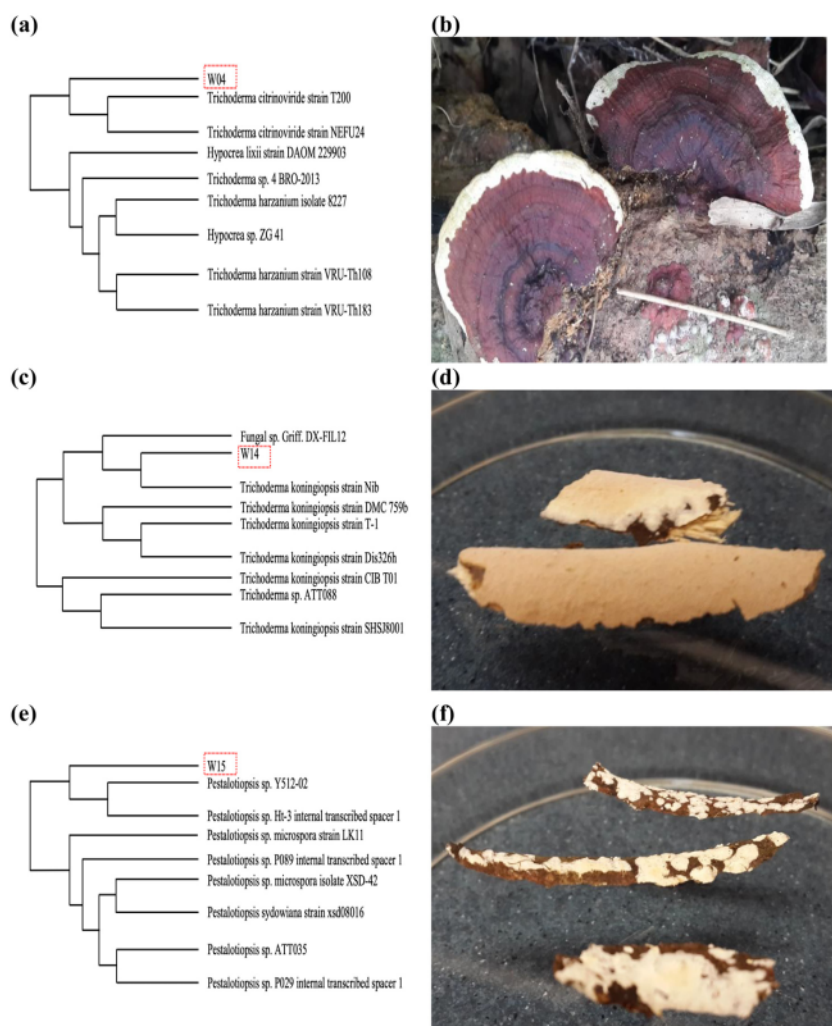 (a)
(b)
W04
Trichoderma citrinoviride strain T200
Trichoderma citrinoviride strain NEFU24
Hypocrea lixii strain DAOM 229903
Trichoderma sp. 4 BRO-2013
Trichoderma harzanium isolate 8227
Hypocrea sp. ZG 41
Trichoderma harzanium strain VRU-Th108
Trichoderma harzanium strain VRU-Th183
(c)
(d)
Fungal sp. Griff. DX-FIL12
W14
Trichoderma koningiopsis strain Nib
Trichoderma koningiopsis strain DMC 759b
Trichoderma koningiopsis strain T-1
Trichoderma koningiopsis strain Dis326h
Trichoderma koningiopsis strain CIB T01
Trichoderma sp. ATT088
Trichoderma koningiopsis strain SHSJ8001
(e)
(f)
W15
Pestalotiopsis sp. Y512-02
Pestalotiopsis sp. Ht-3 internal transcribed spacer 1
Pestalotiopsis sp. microspora strain LK11
Pestalotiopsis sp. P089 internal transcribed spacer 1
Pestalotiopsis sp. microspora isolate XSD-42
Pestalotiopsis sydowiana strain xsd08016
Pestalotiopsis sp. ATT035
Pestalotiopsis sp. P029 internal transcribed spacer 1